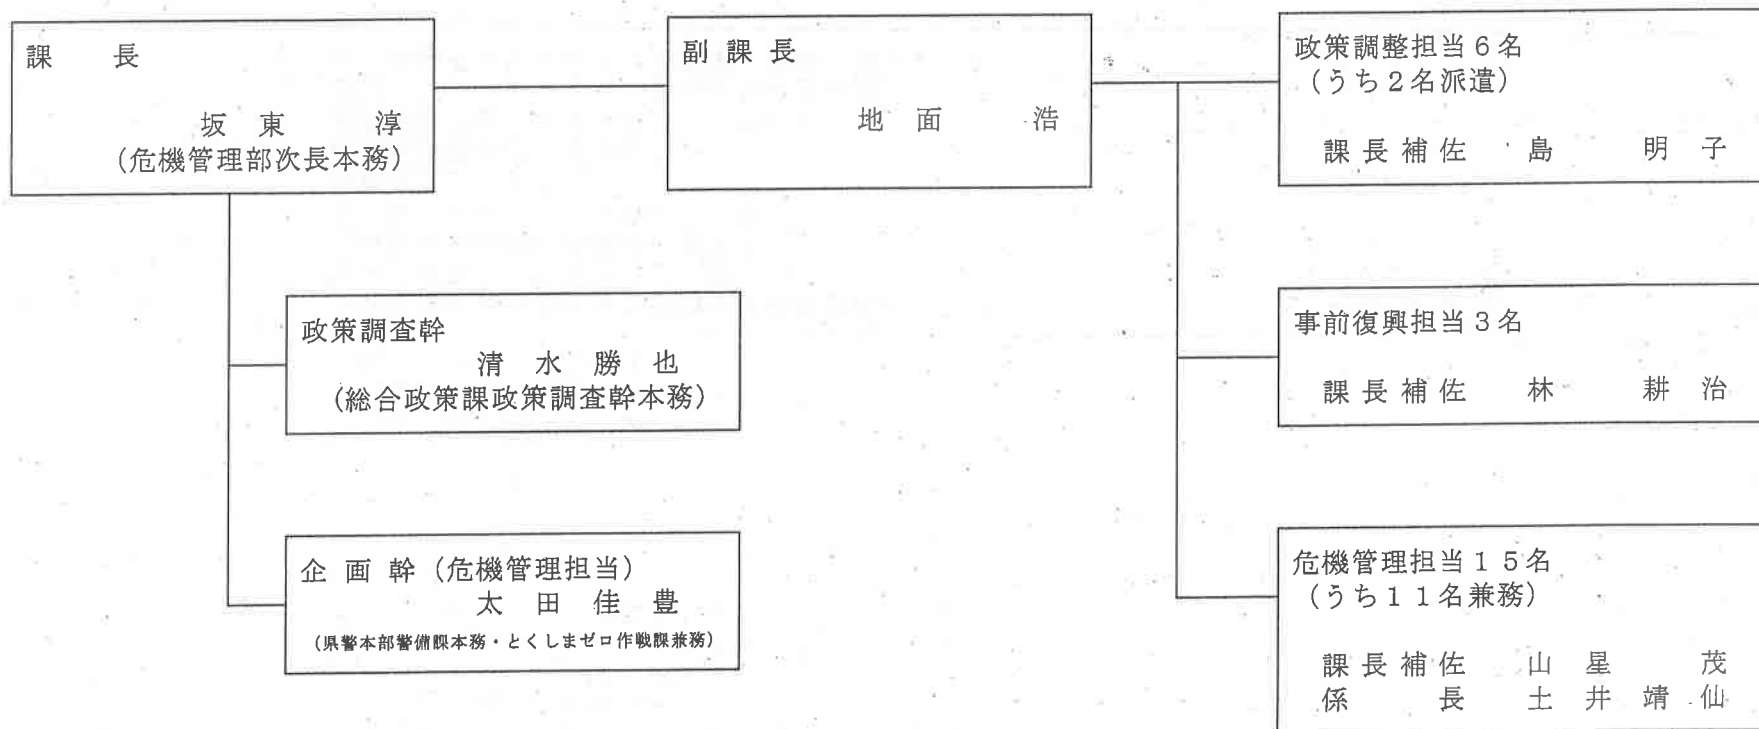 課　長
坂東　淳
(危機管理部次長本務)
副課長
地面　浩
政策調整担当６名
(うち２名派遣)
課長補佐　島　明子
政策調査幹
清水勝也
(総合政策課政策調査幹本務)
事前復興担当３名
課長補佐　林　耕治
企画幹(危機管理担当)
太田佳豊
(県警本部警備課本務・とくしまゼロ作戦課兼務)
危機管理担当１５名
(うち１１名兼務)
課長補佐　山星　茂
係　長　土井靖仙